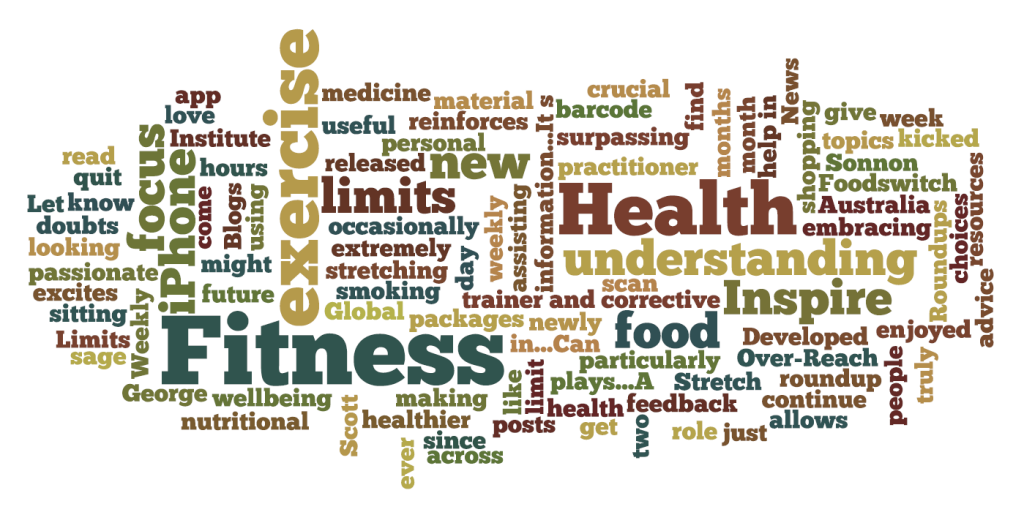 exercise
medicine
material
crucial
barcode
find
months
month
help in
News
shopping
give
week
topics
kicked
app
love
Institute
useful
reinforces
personal
released
new
surpassing
practitioner
information...It s
Sonnon
Foodswitch
Australia
embracing
Roundups
choices
resources
read
quit
focus
iPhone
hours
come
Blogs
using
limits
occasionally
extremely
stretching
smoking
day
weekly
assisting
Health
understanding
scan
Let
know
doubts
looking
passionate
excites
sitting
Limits
sage
Weekly
might
future
Global
packages
trainer and corrective
newly
in...Can
Inspire
food
Developed
enjoyed
advice
Fitness
particularly
Over-Reach
plays...A
Stretch
roundup
people
truly
George
wellbeing
making
like
limit
health
feedback
continue
allows
nutritional
Scott
healthier
posts
get
two
role
just
ever
since
across